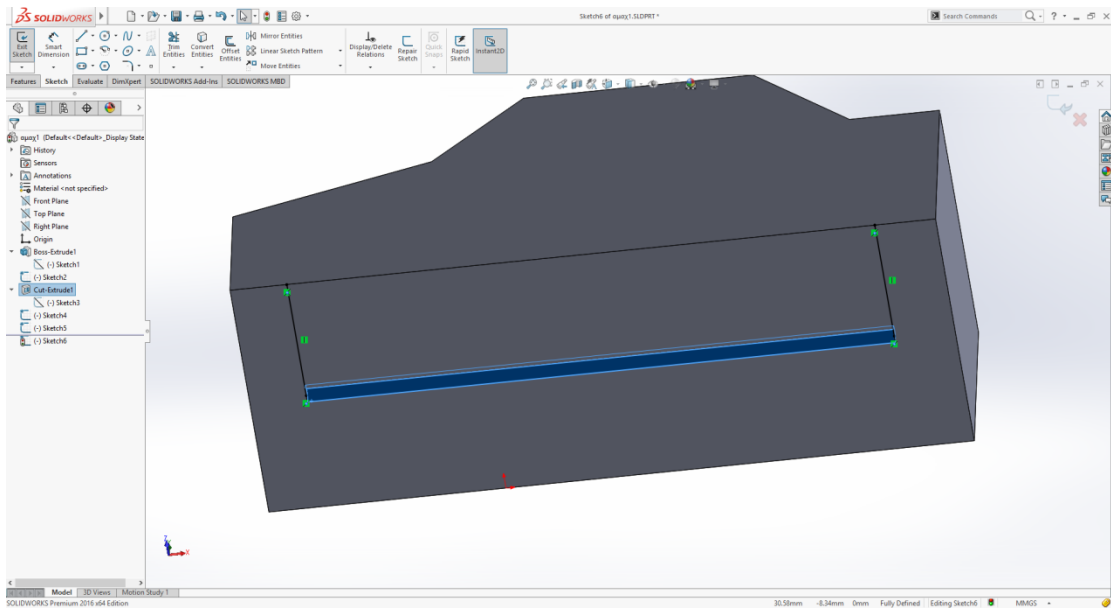 SOLIDWORKS
Sketch6 of αμαχ1.SLDPRT *
Search Commands
Exit Sketch
Smart Dimension
Trim Entities
Convert Entities
Offset Entities
Mirror Entities
Linear Sketch Pattern
Move Entities
Display/Delete Relations
Repair Sketch
Quick Snaps
Rapid Sketch
Instant2D
Features Sketch Evaluate DimXpert SOLIDWORKS Add-Ins SOLIDWORKS MBD
αμαχ1 (Default<<Default>_Display State
History
Sensors
Annotations
Material <not specified>
Front Plane
Top Plane
Right Plane
Origin
Boss-Extrude1
(-) Sketch1
(-) Sketch2
Cut-Extrude1
(-) Sketch3
(-) Sketch4
(-) Sketch5
(-) Sketch6
Z
X
Model 3D Views Motion Study 1
SOLIDWORKS Premium 2016 x64 Edition
30.58mm -8.34mm 0mm Fully Defined Editing Sketch6 MMGS